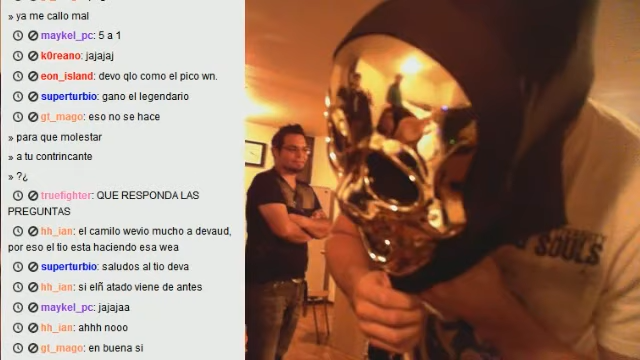 » ya me callo mal
maykel_pc: 5 a 1
k0reano: jajajaj
eon_island: devo qlo como el pico wn.
superturbio: gano el legendario
gt_mago: eso no se hace
» para que molestar
» a tu contrincante
» ?¿
truefighter: QUE RESPONDA LAS
PREGUNTAS
hh_ian: el camilo wevio mucho a devaud,
por eso el tio esta haciendo esa wea
superturbio: saludos al tio deva
hh_ian: si elñ atado viene de antes
maykel_pc: jajajaa
hh_ian: ahhh nooo
gt_mago: en buena si
SOULS